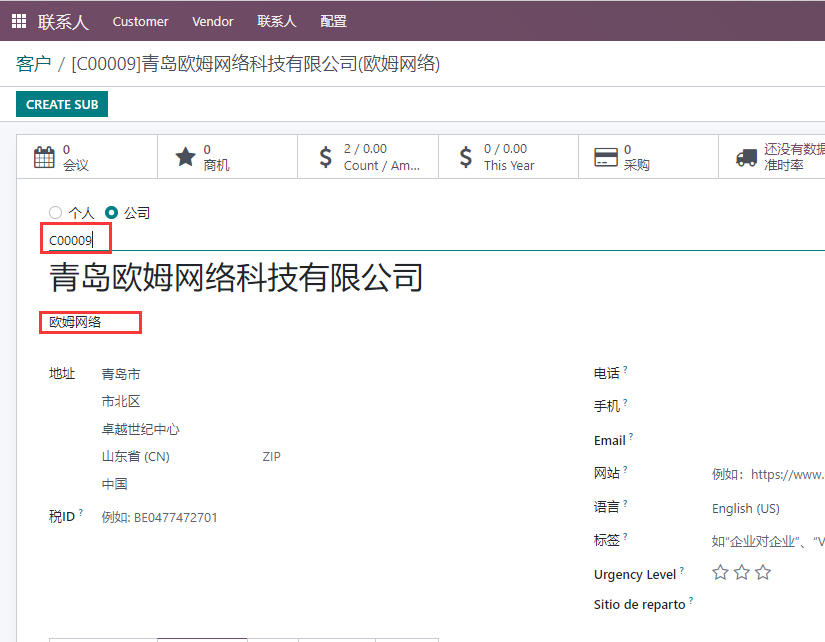 联系人 Customer Vendor 联系人 配置
客户 / [C00009]青岛欧姆网络科技有限公司(欧姆网络)
CREATE SUB
0 会议
0 商机
2 / 0.00 Count / Am...
0 / 0.00 This Year
0 采购
还没有数据 准时率
个人 公司
C00009
青岛欧姆网络科技有限公司
欧姆网络
地址 青岛市
市北区
卓越世纪中心
山东省 (CN) ZIP
中国
税ID ? 例如: BE0477472701
电话 ?
手机 ?
Email ?
网站 ? 例如：https://www.
语言 ? English (US)
标签 ? 如“企业对企业”、“V
Urgency Level ?
Sitio de reparto ?